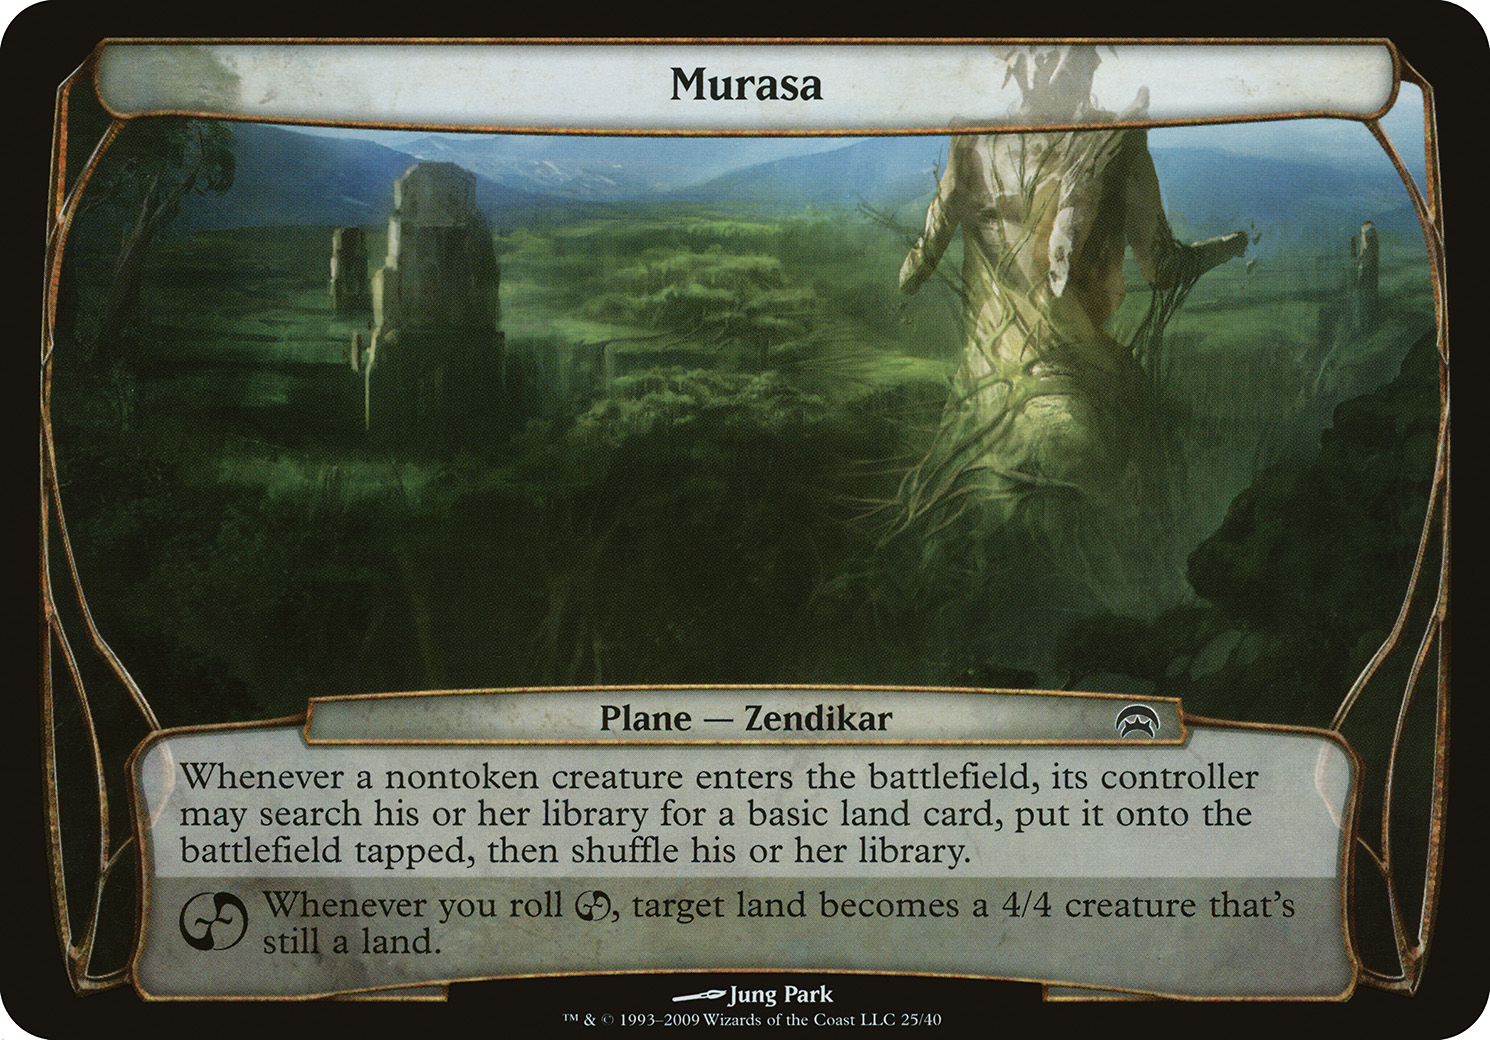 Murasa
Plane — Zendikar
Whenever a nontoken creature enters the battlefield, its controller
may search his or her library for a basic land card, put it onto the
battlefield tapped, then shuffle his or her library.
Whenever you roll , target land becomes a 4/4 creature that's
still a land.
Jung Park
™ & © 1993–2009 Wizards of the Coast LLC 25/40